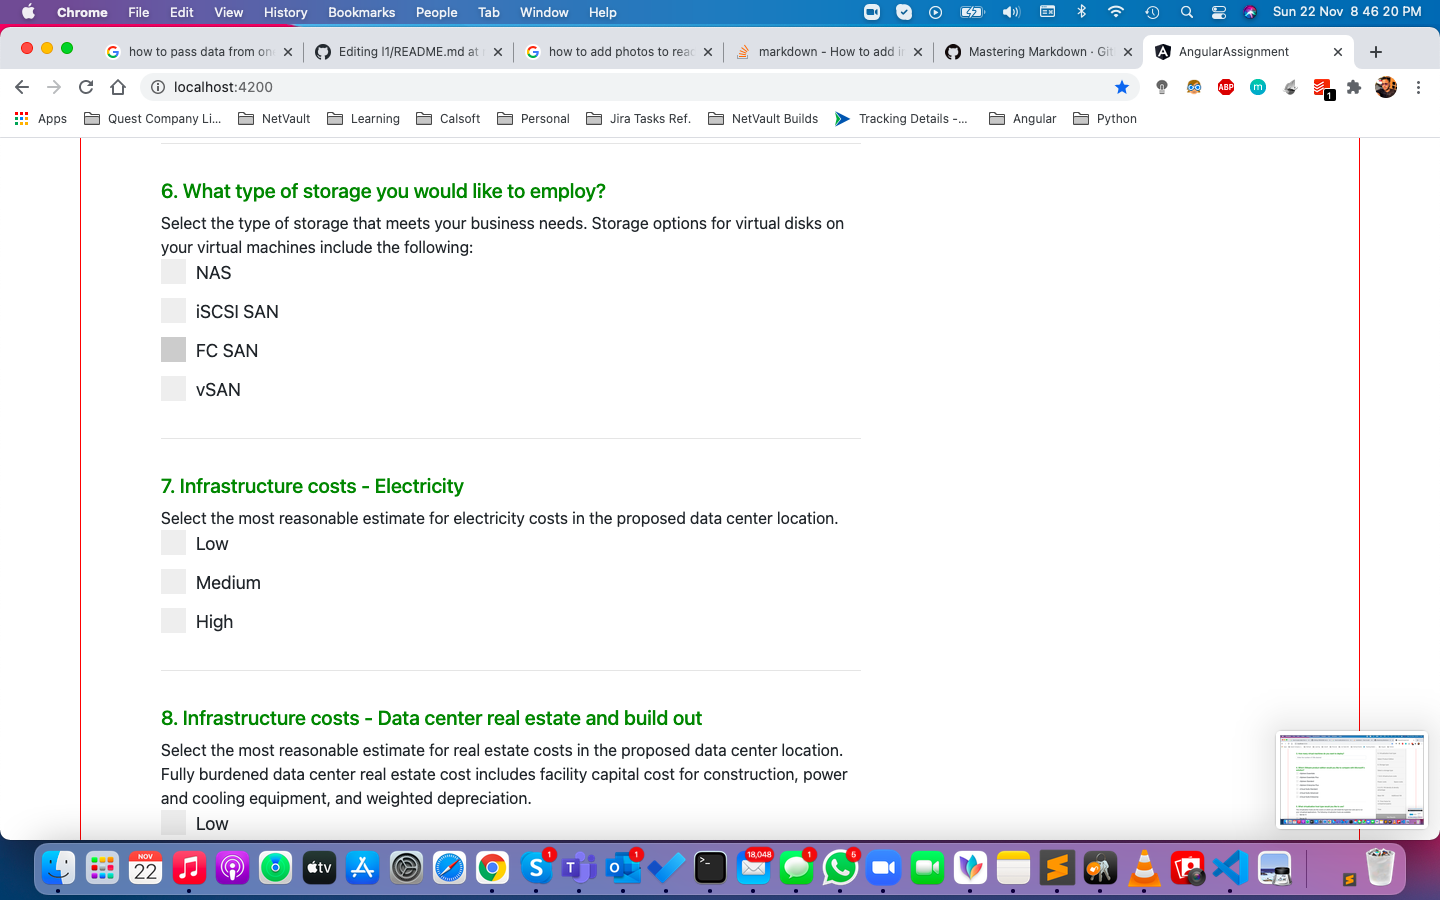 Chrome File Edit View History Bookmarks People Tab Window Help Sun 22 Nov 8 46 20 PM
how to pass data from on Editing l1/README.md at how to add photos to rea markdown - How to add i Mastering Markdown · Git AngularAssignment
localhost:4200 ABP m 1
Apps Quest Company Li... NetVault Learning Calsoft Personal Jira Tasks Ref. NetVault Builds Tracking Details -... Angular Python
6. What type of storage you would like to employ?
Select the type of storage that meets your business needs. Storage options for virtual disks on
your virtual machines include the following:
NAS
iSCSI SAN
FC SAN
vSAN
7. Infrastructure costs - Electricity
Select the most reasonable estimate for electricity costs in the proposed data center location.
Low
Medium
High
8. Infrastructure costs - Data center real estate and build out
Select the most reasonable estimate for real estate costs in the proposed data center location.
Fully burdened data center real estate cost includes facility capital cost for construction, power
and cooling equipment, and weighted depreciation.
Low
NOV 22 tv 1 1 18,048 1 6